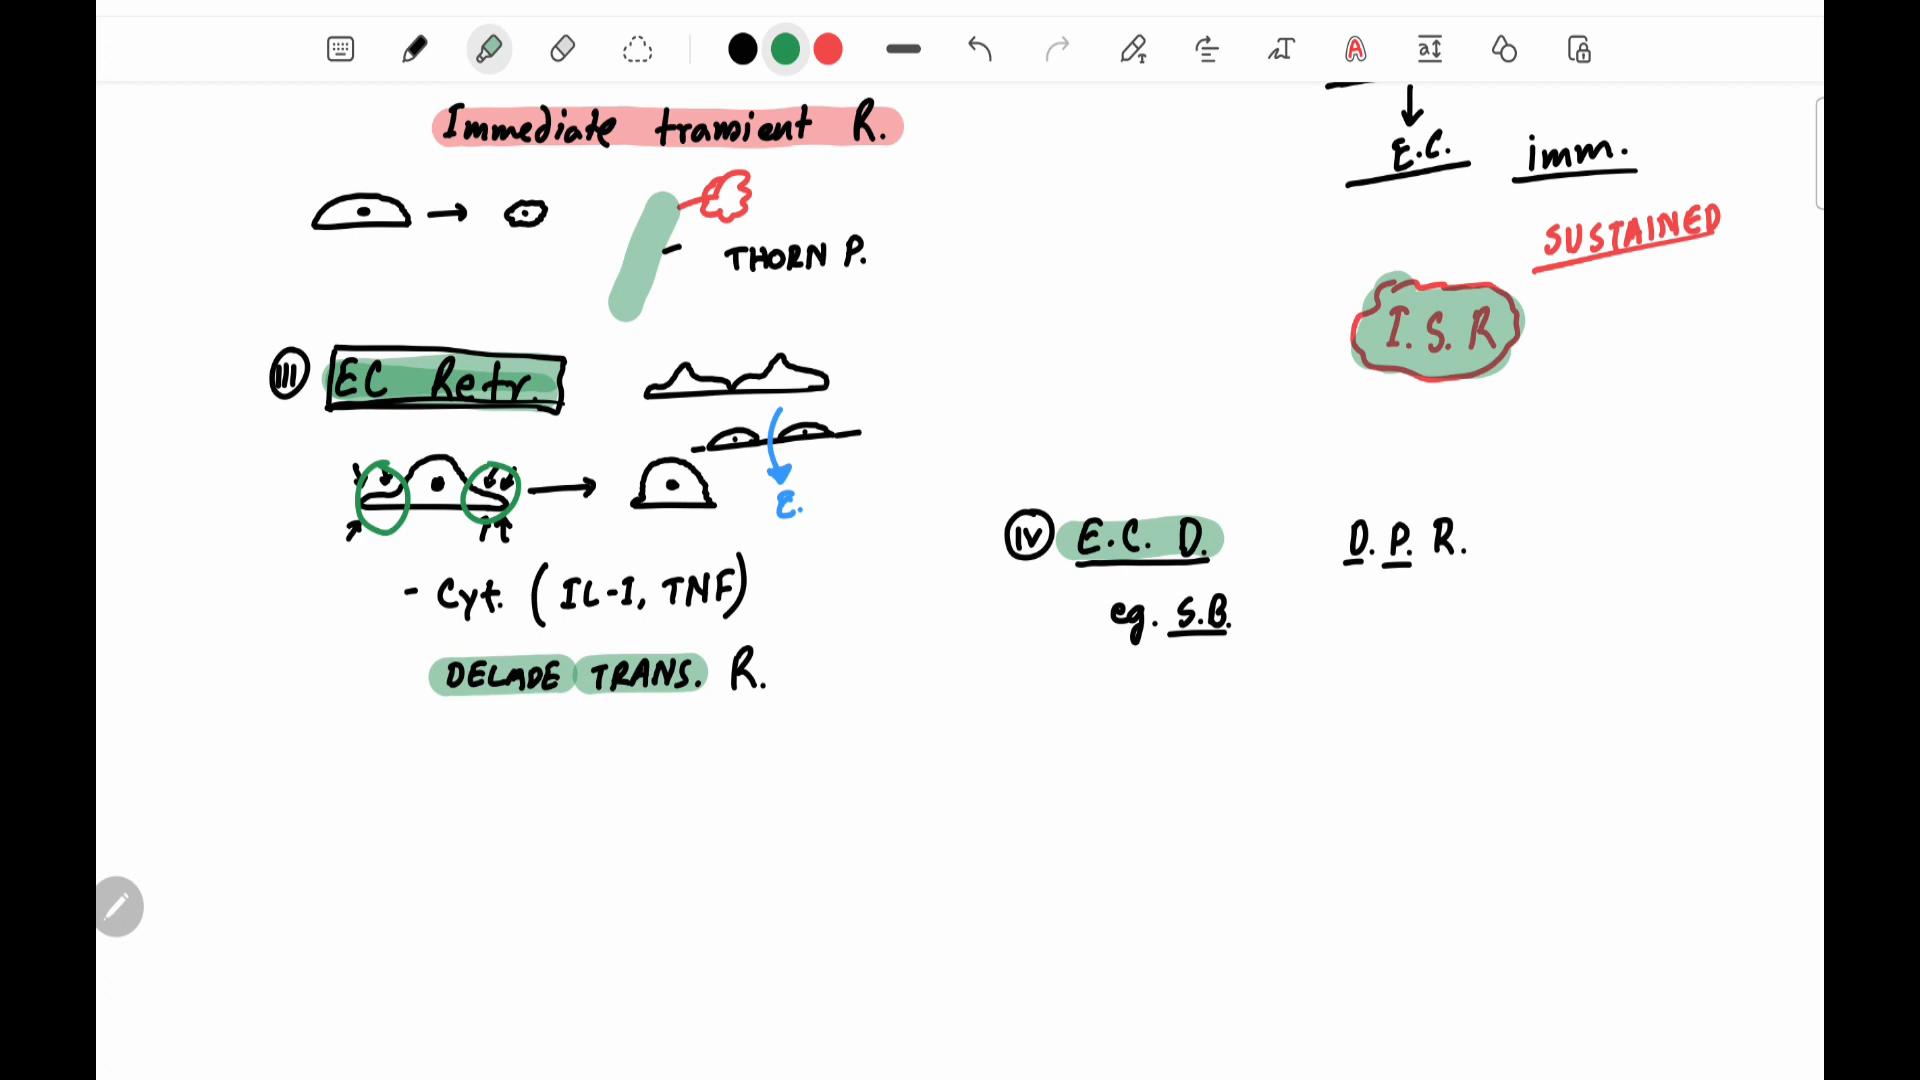 Immediate transient R.
- THORN P.
iii EC Retr.
E.
- Cyt. (IL-1, TNF)
DELADE TRANS. R.
E.C. imm.
SUSTAINED
I.S.R
iv E.C. D. D.P.R.
eg. S.B.